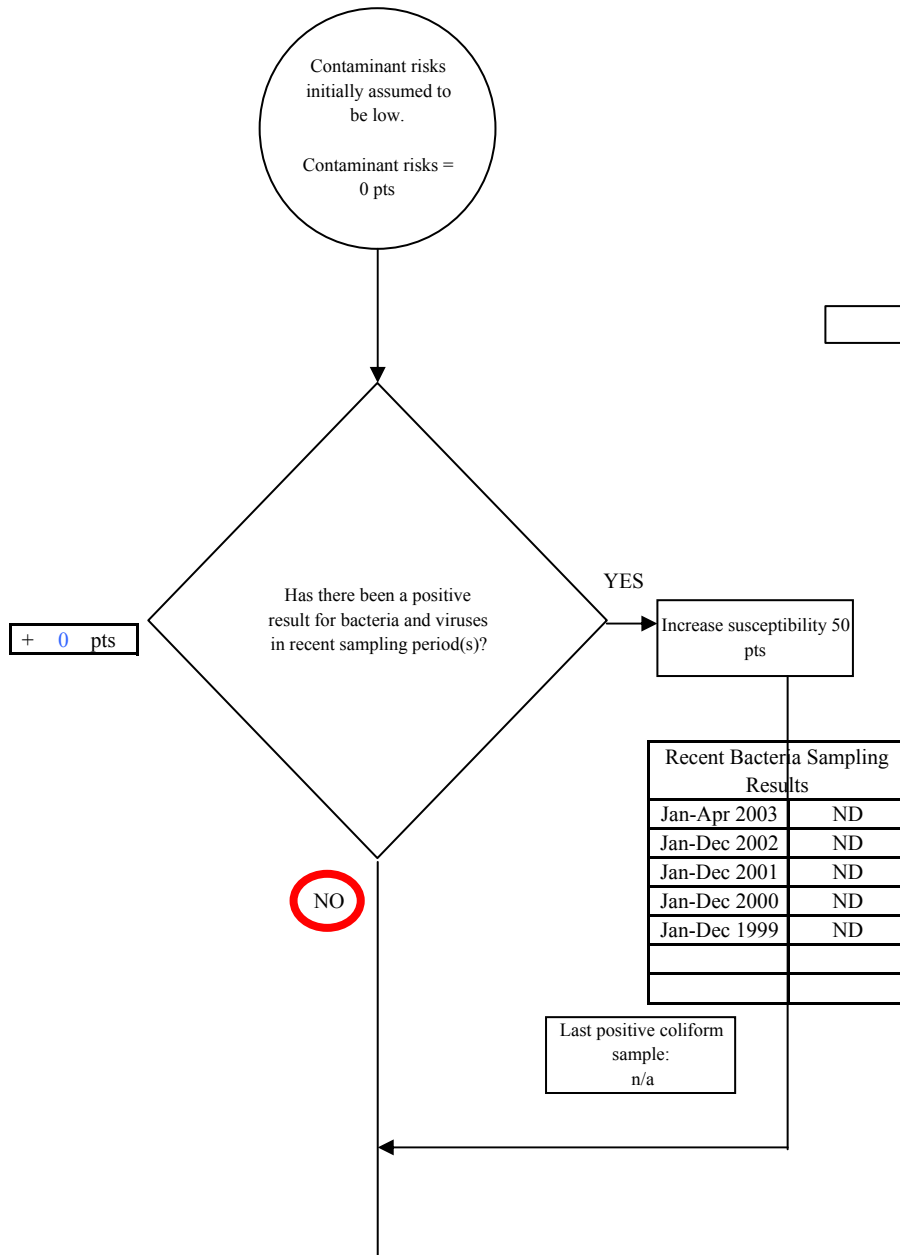 Contaminant risks
initially assumed to
be low.
Contaminant risks =
0 pts
YES
Has there been a positive
result for bacteria and viruses
in recent sampling period(s)?
+ 0 pts
Increase susceptibility 50
pts
Recent Bacteria Sampling
Results
Jan-Apr 2003 ND
Jan-Dec 2002 ND
Jan-Dec 2001 ND
Jan-Dec 2000 ND
Jan-Dec 1999 ND
NO
Last positive coliform
sample:
n/a